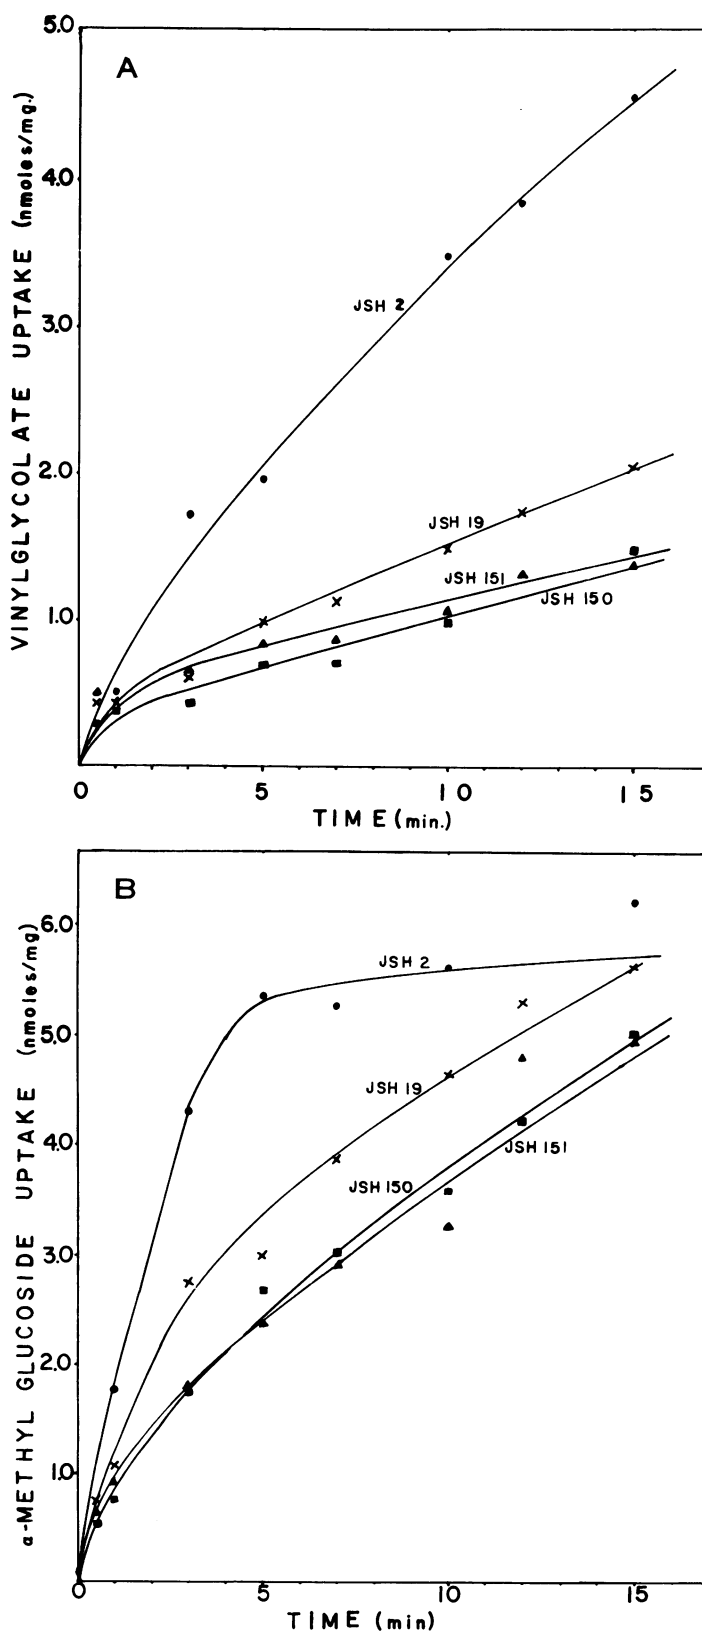 5.0
A
VINYLGLYCOLATE UPTAKE (nmoles/mg.)
4.0
JSH 2
3.0
2.0
JSH 19
JSH 151
JSH 150
1.0
0 5 10 15
TIME (min.)
B
α-METHYL GLUCOSIDE UPTAKE (nmoles/mg)
6.0
JSH 2
5.0
JSH 19
4.0
JSH 151
JSH 150
3.0
2.0
1.0
0 5 10 15
TIME (min)